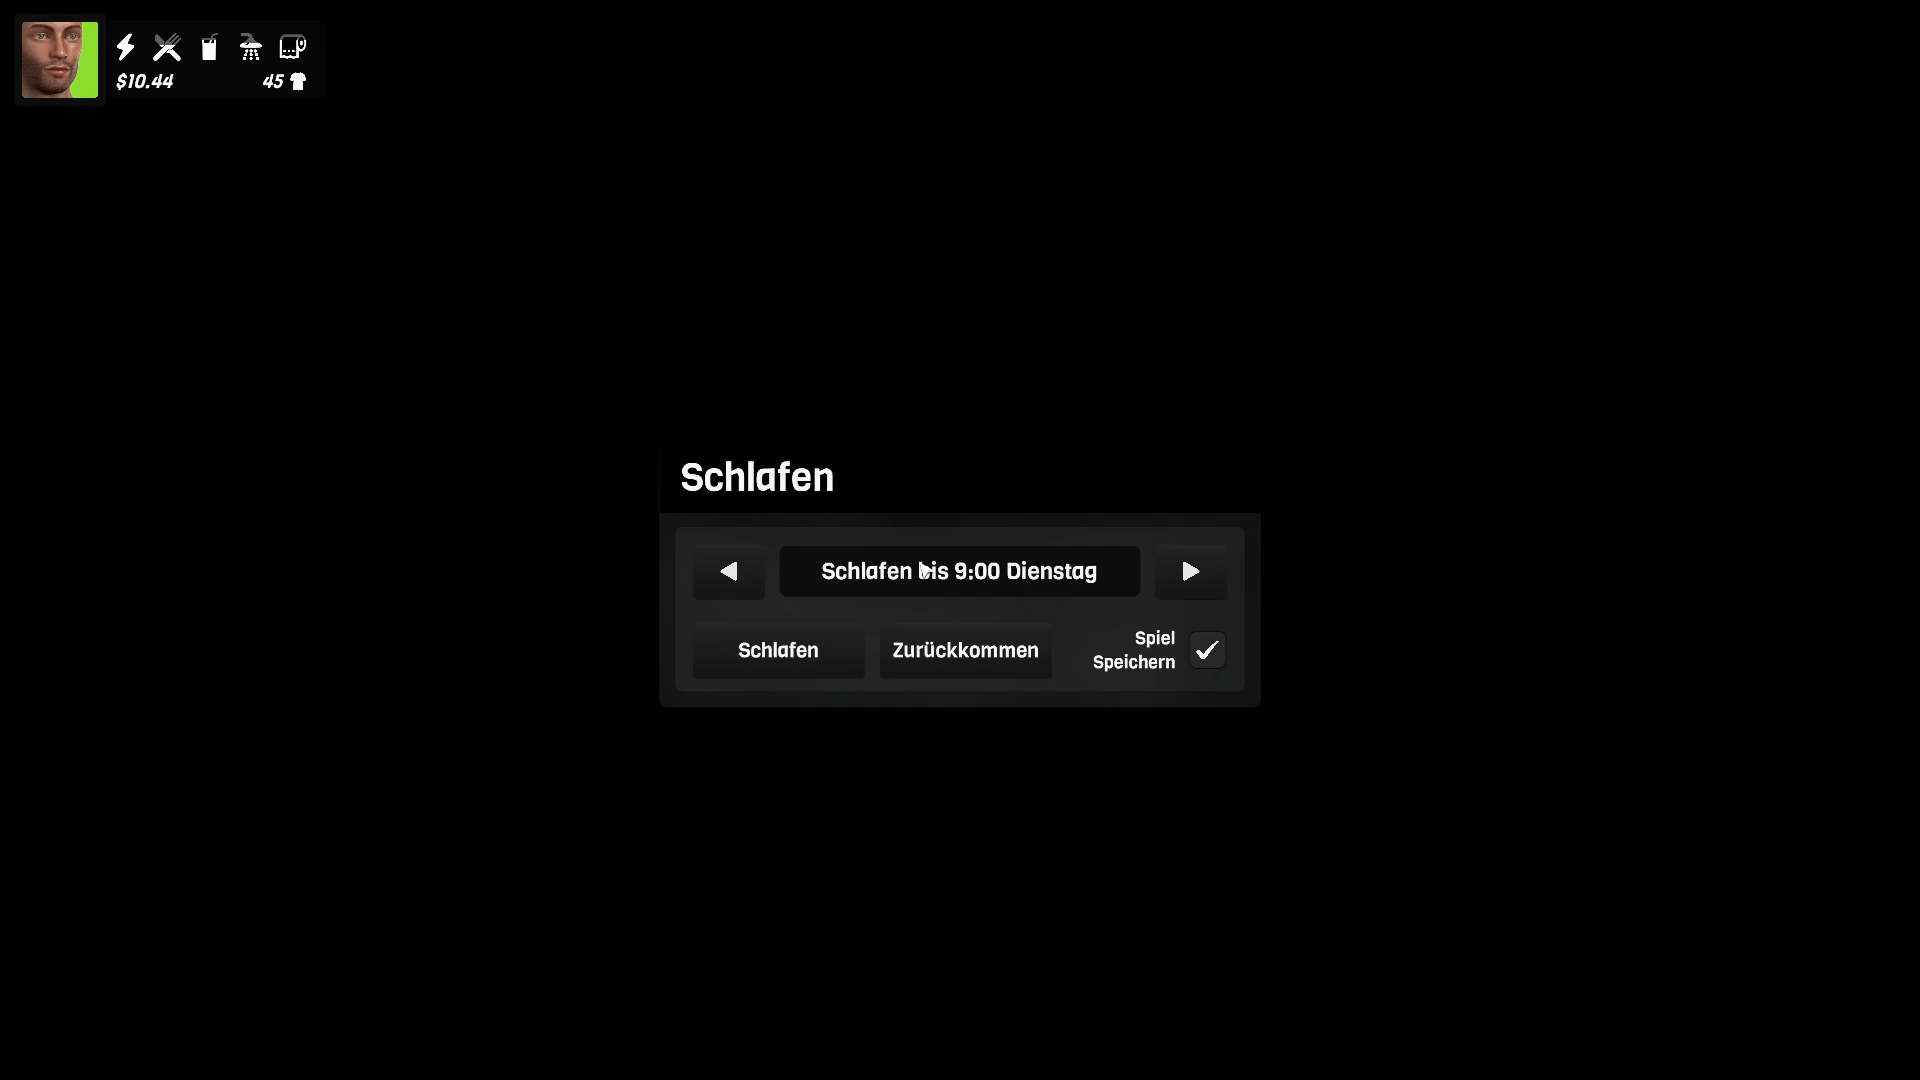 $10.44 45
Schlafen
Schlafen bis 9:00 Dienstag
Schlafen Zurückkommen
Spiel
Speichern